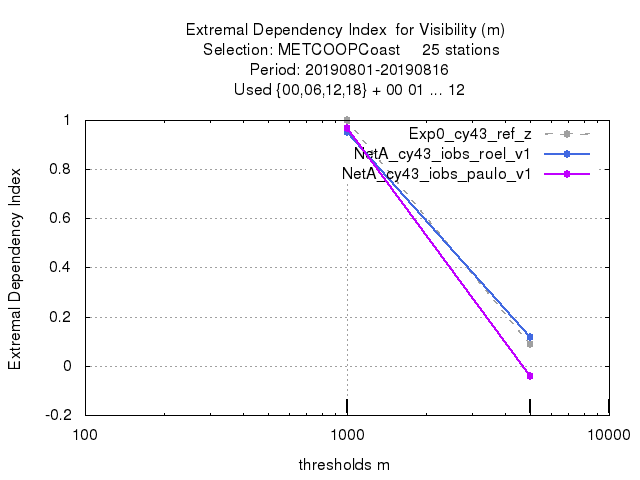 Extremal Dependency Index  for Visibility (m)
Selection: METCOOPCoast     25 stations
Period: 20190801-20190816
Used {00,06,12,18} + 00 01 ... 12
Exp0_cy43_ref_z
NetA_cy43_iobs_roel_v1
NetA_cy43_iobs_paulo_v1
Extremal Dependency Index
1
0.8
0.6
0.4
0.2
0
-0.2
100
1000
10000
thresholds m